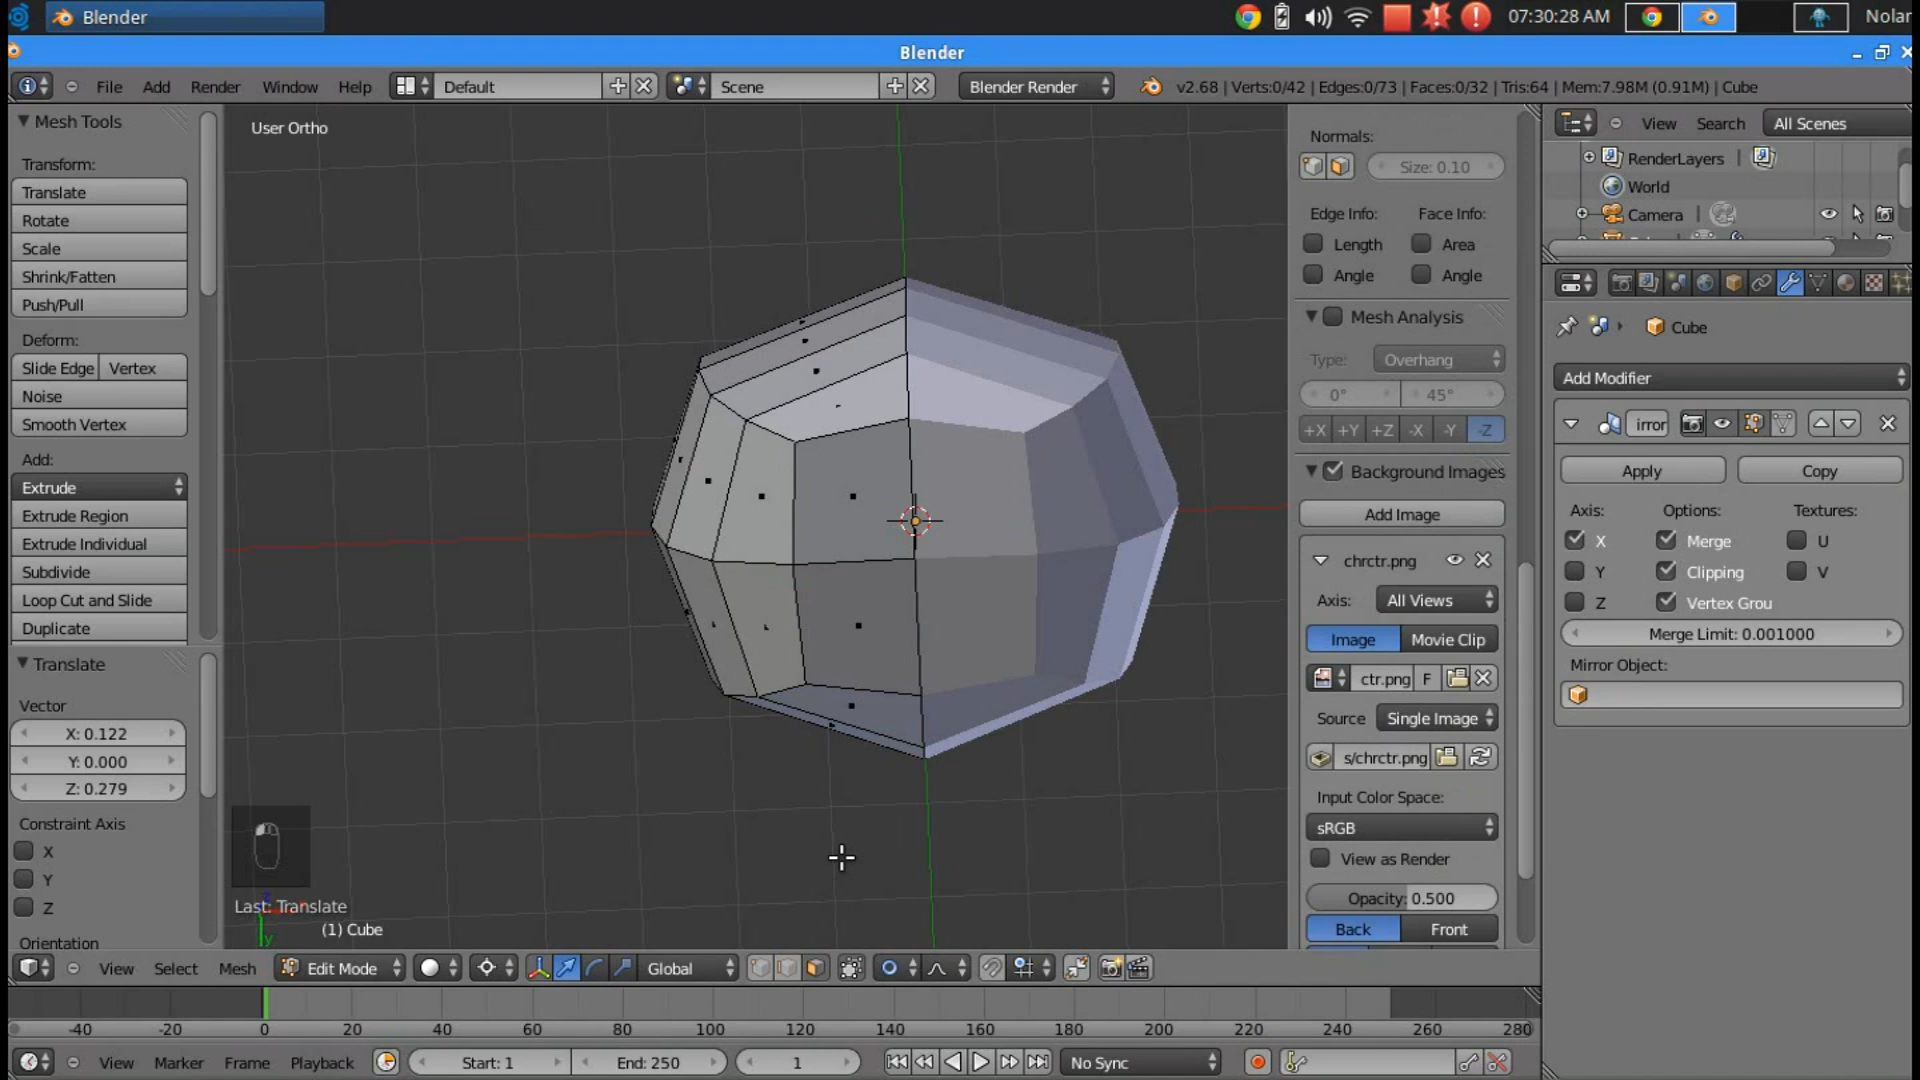 Blender
07:30:28 AM
Nolan
Blender
File Add Render Window Help
Default
Scene
Blender Render
v2.68 | Verts:0/42 | Edges:0/73 | Faces:0/32 | Tris:64 | Mem:7.98M (0.91M) | Cube
Mesh Tools
Transform:
Translate
Rotate
Scale
Shrink/Fatten
Push/Pull
Deform:
Slide Edge Vertex
Noise
Smooth Vertex
Add:
Extrude
Extrude Region
Extrude Individual
Subdivide
Loop Cut and Slide
Duplicate
Translate
Vector
X: 0.122
Y: 0.000
Z: 0.279
Constraint Axis
X
Y
Z
Orientation
User Ortho
Last: Translate
y
(1) Cube
Normals:
Size: 0.10
Edge Info: Face Info:
Length Area
Angle Angle
Mesh Analysis
Type: Overhang
0° 45°
+X +Y +Z -X -Y -Z
Background Images
Add Image
chrctr.png
Axis: All Views
Image Movie Clip
ctr.png F
Source Single Image
s/chrctr.png
Input Color Space:
sRGB
View as Render
Opacity: 0.500
Back Front
View Search All Scenes
RenderLayers |
World
Camera |
Cube
Add Modifier
irror
Apply Copy
Axis: Options: Textures:
X Merge U
Y Clipping V
Z Vertex Grou
Merge Limit: 0.001000
Mirror Object:
View Select Mesh Edit Mode Global
-40 -20 0 20 40 60 80 100 120 140 160 180 200 220 240 260 280
View Marker Frame Playback Start: 1 End: 250 1 No Sync